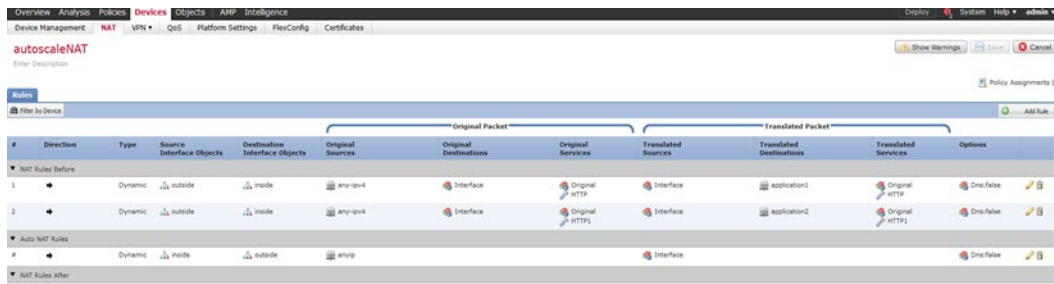 Overview Analysis Policies Devices Objects AMP Intelligence Deploy System Help admin
Device Management NAT VPN QoS Platform Settings FlexConfig Certificates
autoscaleNAT
Show Warnings Save Cancel
Enter Description
Policy Assignments (
Rules
Filter by Device Add Rule
Original Packet Translated Packet
# Direction Type Source Interface Objects Destination Interface Objects Original Sources Original Destinations Original Services Translated Sources Translated Destinations Translated Services Options
NAT Rules Before
1 Dynamic outside inside any-ipv4 Interface Original HTTP Interface application1 Original HTTP Dns:false
2 Dynamic outside inside any-ipv4 Interface Original HTTP1 Interface application2 Original HTTP1 Dns:false
Auto NAT Rules
# Dynamic inside outside anyip Interface Dns:false
NAT Rules After